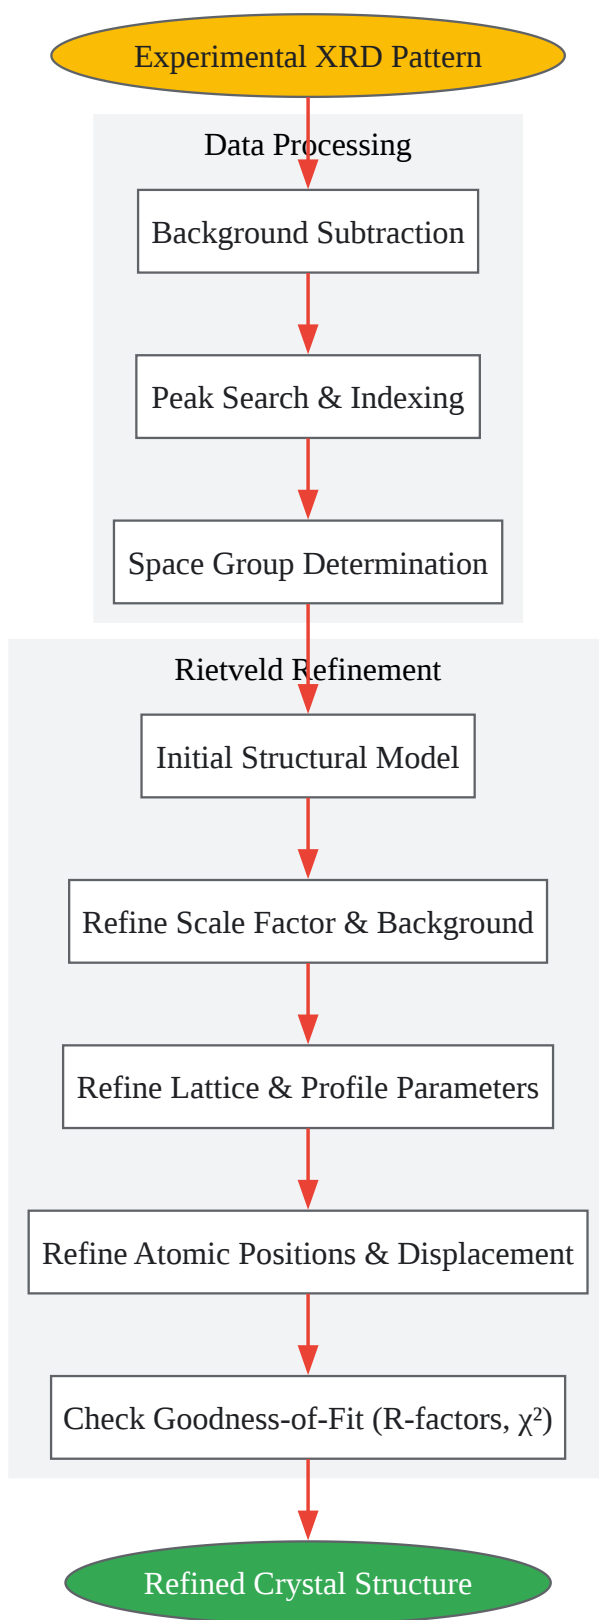 Experimental XRD Pattern
Data Processing
Background Subtraction
Peak Search & Indexing
Space Group Determination
Rietveld Refinement
Initial Structural Model
Refine Scale Factor & Background
Refine Lattice & Profile Parameters
Refine Atomic Positions & Displacement
Check Goodness-of-Fit (R-factors, χ²)
Refined Crystal Structure